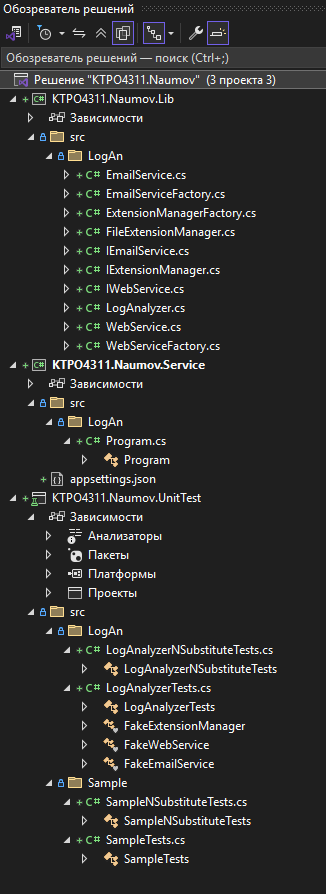 Обозреватель решений
Обозреватель решений — поиск (Ctrl+;)
Решение "KTPO4311.Naumov" (3 проекта 3)
KTPO4311.Naumov.Lib
Зависимости
src
LogAn
C# EmailService.cs
C# EmailServiceFactory.cs
C# ExtensionManagerFactory.cs
C# FileExtensionManager.cs
C# IEmailService.cs
C# IExtensionManager.cs
C# IWebService.cs
C# LogAnalyzer.cs
C# WebService.cs
C# WebServiceFactory.cs
KTPO4311.Naumov.Service
Зависимости
src
LogAn
C# Program.cs
Program
appsettings.json
KTPO4311.Naumov.UnitTest
Зависимости
Анализаторы
Пакеты
Платформы
Проекты
src
LogAn
C# LogAnalyzerNSubstituteTests.cs
LogAnalyzerNSubstituteTests
C# LogAnalyzerTests.cs
LogAnalyzerTests
FakeExtensionManager
FakeWebService
FakeEmailService
Sample
C# SampleNSubstituteTests.cs
SampleNSubstituteTests
C# SampleTests.cs
SampleTests